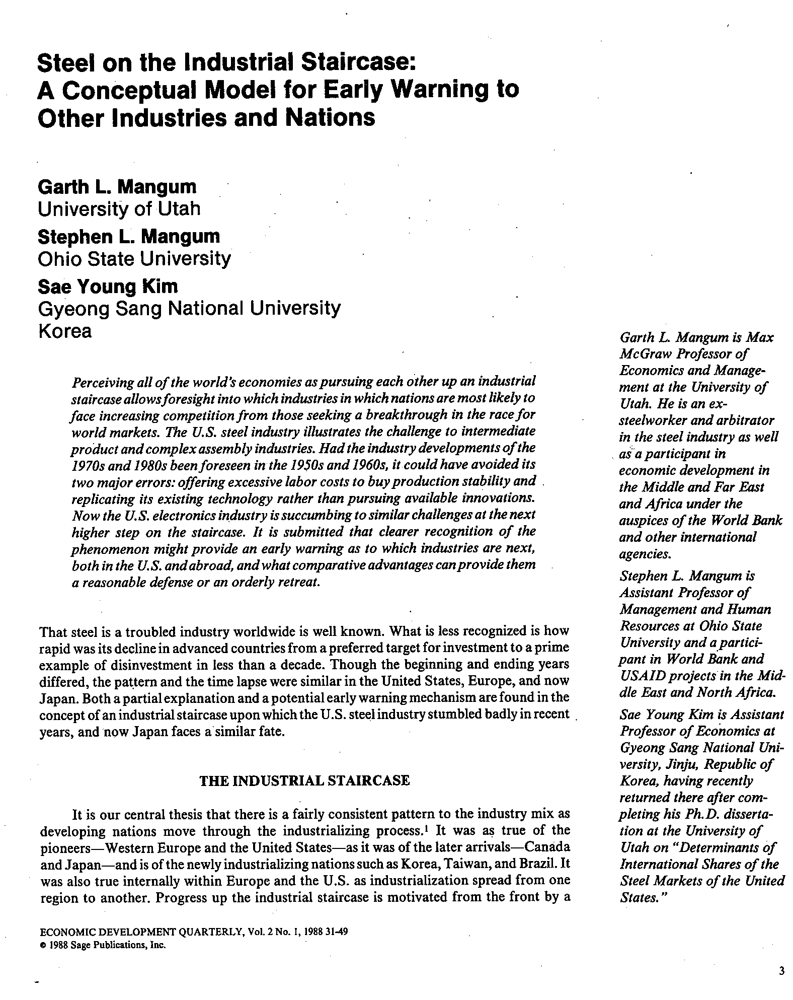 Steel on the Industrial Staircase:
A Conceptual Model for Early Warning to
Other Industries and Nations
Garth L. Mangum
University of Utah
Stephen L. Mangum
Ohio State University
Sae Young Kim
Gyeong Sang National University
Korea
Perceiving all of the world's economies as pursuing each other up an industrial
staircase allows foresight into which industries in which nations are most likely to
face increasing competition from those seeking a breakthrough in the race for
world markets. The U.S. steel industry illustrates the challenge to intermediate
product and complex assembly industries. Had the industry developments of the
1970s and 1980s been foreseen in the 1950s and 1960s, it could have avoided its
two major errors: offering excessive labor costs to buy production stability and
replicating its existing technology rather than pursuing available innovations.
Now the U.S. electronics industry is succumbing to similar challenges at the next
higher step on the staircase. It is submitted that clearer recognition of the
phenomenon might provide an early warning as to which industries are next,
both in the U.S. and abroad, and what comparative advantages can provide them
a reasonable defense or an orderly retreat.
That steel is a troubled industry worldwide is well known. What is less recognized is how
rapid was its decline in advanced countries from a preferred target for investment to a prime
example of disinvestment in less than a decade. Though the beginning and ending years
differed, the pattern and the time lapse were similar in the United States, Europe, and now
Japan. Both a partial explanation and a potential early warning mechanism are found in the
concept of an industrial staircase upon which the U.S. steel industry stumbled badly in recent
years, and now Japan faces a similar fate.
THE INDUSTRIAL STAIRCASE
It is our central thesis that there is a fairly consistent pattern to the industry mix as
developing nations move through the industrializing process.¹ It was as true of the
pioneers—Western Europe and the United States—as it was of the later arrivals—Canada
and Japan—and is of the newly industrializing nations such as Korea, Taiwan, and Brazil. It
was also true internally within Europe and the U.S. as industrialization spread from one
region to another. Progress up the industrial staircase is motivated from the front by a
ECONOMIC DEVELOPMENT QUARTERLY, Vol. 2 No. 1, 1988 31-49
© 1988 Sage Publications, Inc.
Garth L. Mangum is Max
McGraw Professor of
Economics and Manage-
ment at the University of
Utah. He is an ex-
steelworker and arbitrator
in the steel industry as well
as a participant in
economic development in
the Middle and Far East
and Africa under the
auspices of the World Bank
and other international
agencies.
Stephen L. Mangum is
Assistant Professor of
Management and Human
Resources at Ohio State
University and a partici-
pant in World Bank and
USAID projects in the Mid-
dle East and North Africa.
Sae Young Kim is Assistant
Professor of Economics at
Gyeong Sang National Uni-
versity, Jinju, Republic of
Korea, having recently
returned there after com-
pleting his Ph.D. disserta-
tion at the University of
Utah on "Determinants of
International Shares of the
Steel Markets of the United
States."
3